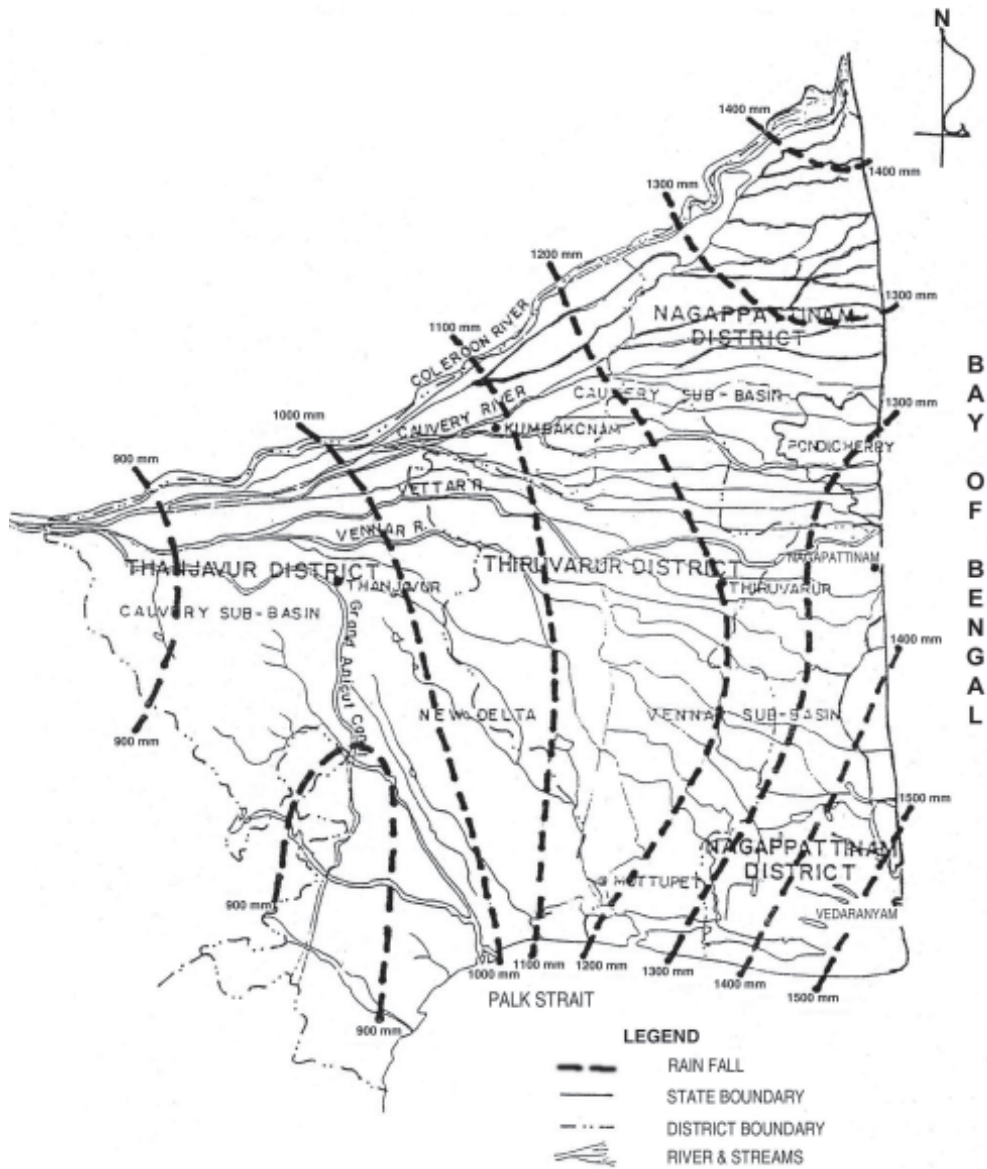 N
1400 mm
1400 mm
1300 mm
1200 mm
1300 mm
NAGAPPATTINAM
DISTRICT
1100 mm
COLEROON RIVER
CAUVERY SUB-BASIN
1000 mm
CAUVERY RIVER
KUMBAKONAM
1300 mm
PONDICHERRY
900 mm
VETTAR R.
VENNAR R.
NAGAPATTINAM
THANJAVUR DISTRICT
THIRUVARUR DISTRICT
THANJAVUR
THIRUVARUR
CAUVERY SUB-BASIN
Grand Anicut Canal
1400 mm
BAY OF BENGAL
NEW DELTA
VENNAR SUB-BASIN
900 mm
1500 mm
NAGAPPATTINAM
DISTRICT
MUTTUPET
VEDARANYAM
900 mm
1000 mm
1100 mm
1200 mm
1300 mm
1400 mm
1500 mm
PALK STRAIT
900 mm
LEGEND
RAIN FALL
STATE BOUNDARY
DISTRICT BOUNDARY
RIVER & STREAMS